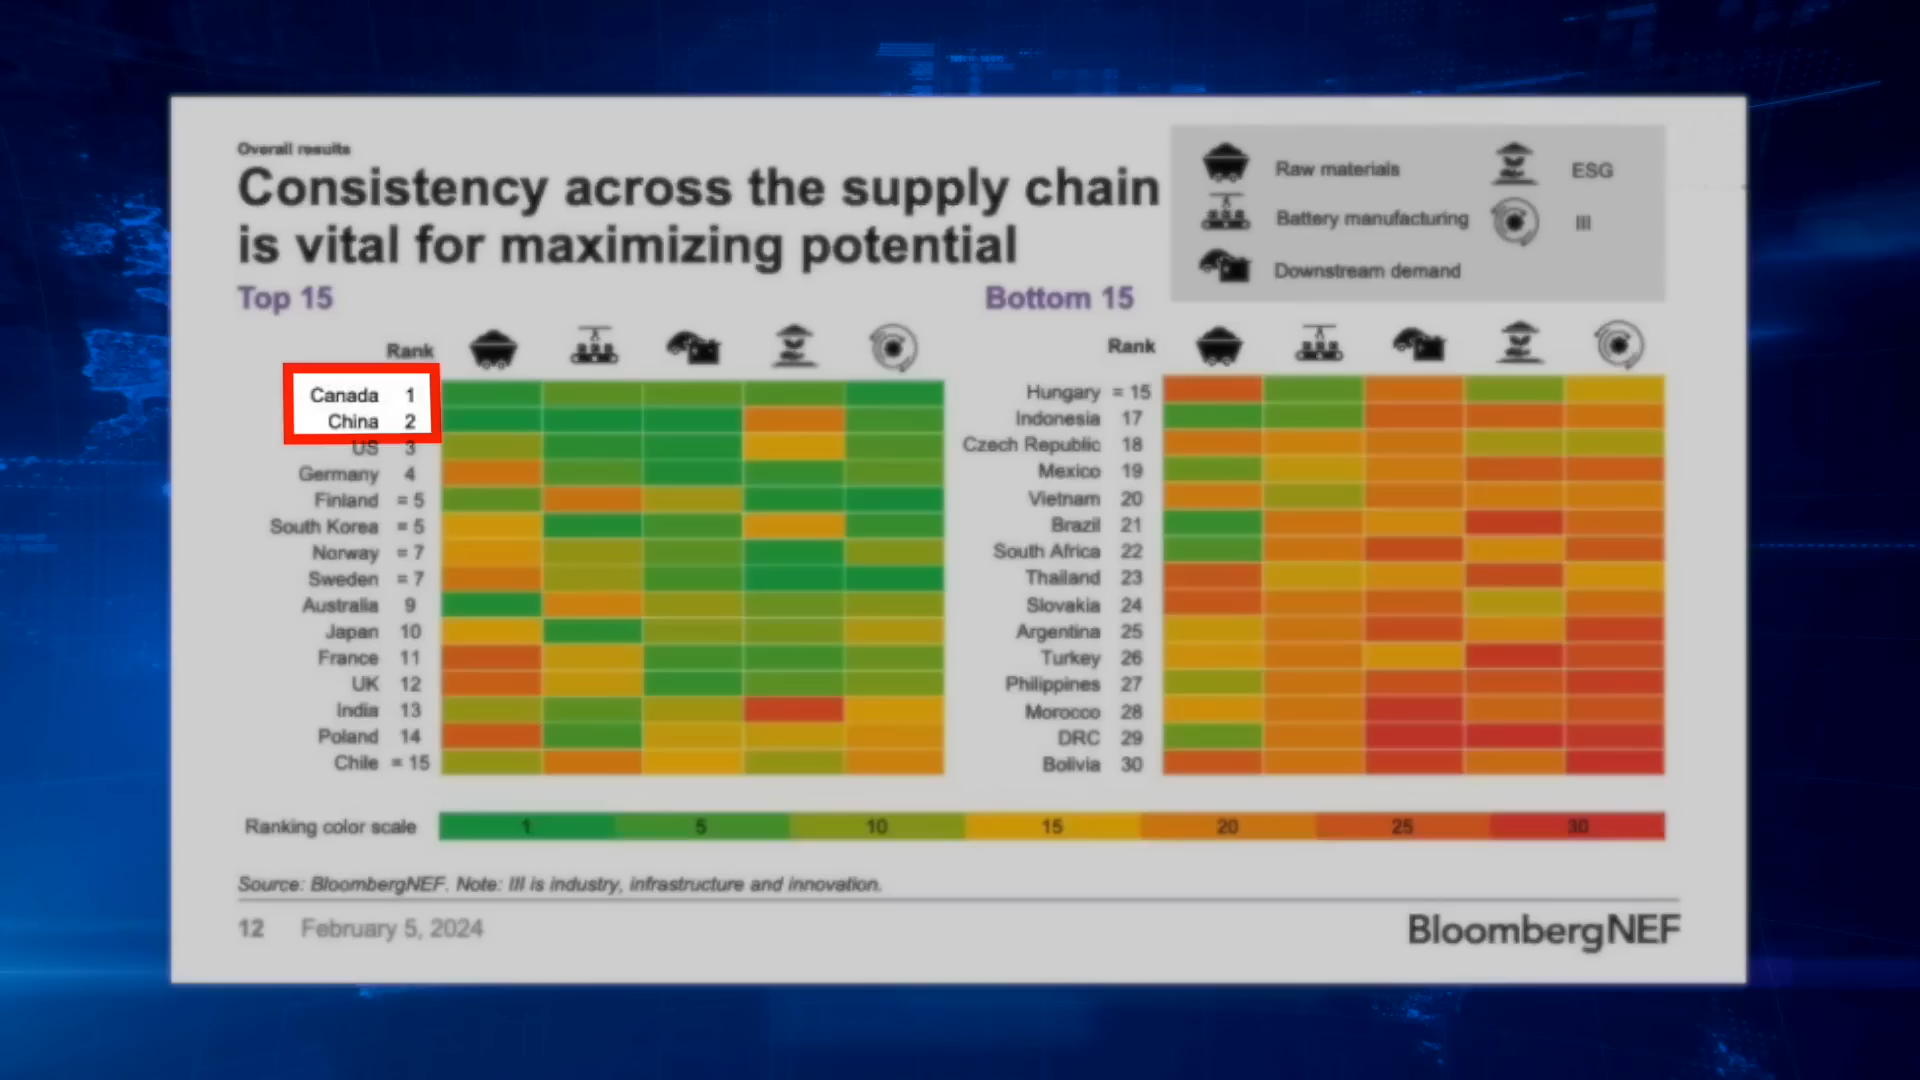 Overall results
Consistency across the supply chain
is vital for maximizing potential
Raw materials
ESG
Battery manufacturing
III
Downstream demand
Top 15
Rank
Canada 1
China 2
US 3
Germany 4
Finland = 5
South Korea = 5
Norway = 7
Sweden = 7
Australia 9
Japan 10
France 11
UK 12
India 13
Poland 14
Chile = 15
Bottom 15
Rank
Hungary = 15
Indonesia 17
Czech Republic 18
Mexico 19
Vietnam 20
Brazil 21
South Africa 22
Thailand 23
Slovakia 24
Argentina 25
Turkey 26
Philippines 27
Morocco 28
DRC 29
Bolivia 30
Ranking color scale 1 5 10 15 20 25 30
Source: BloombergNEF. Note: III is industry, infrastructure and innovation.
12 February 5, 2024
BloombergNEF